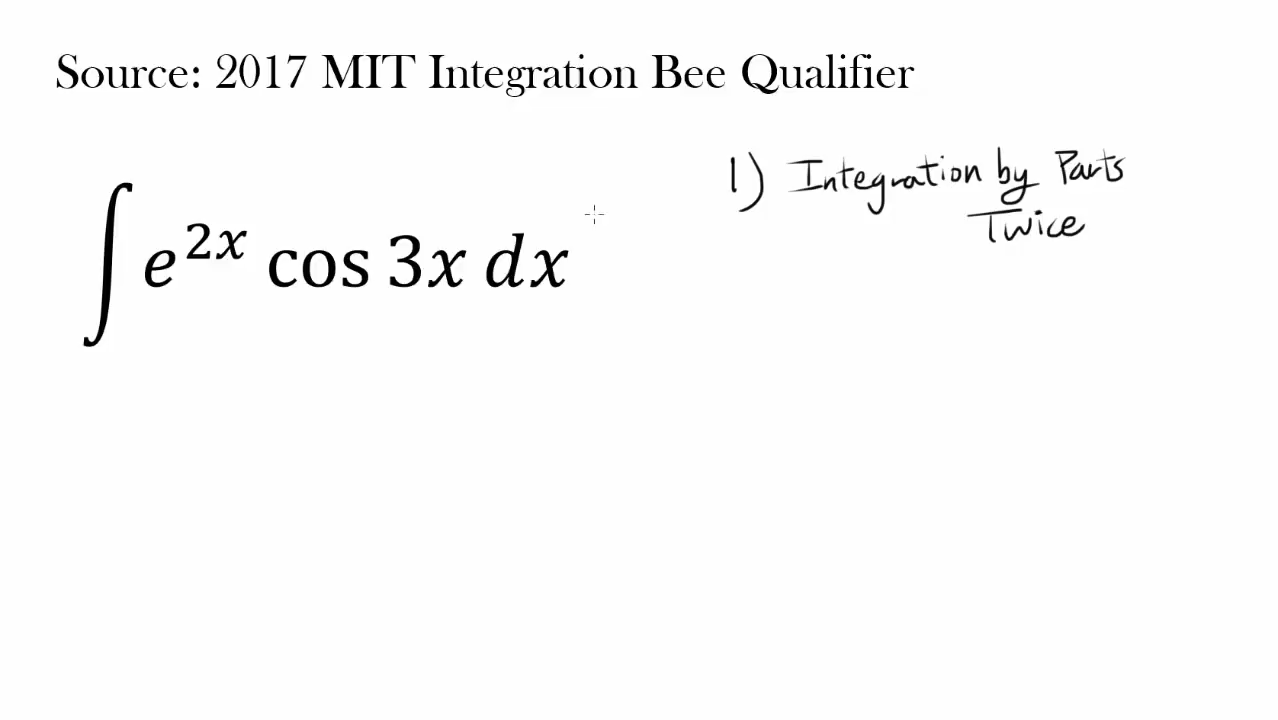 Source: 2017 MIT Integration Bee Qualifier
1) Integration by Parts
Twice
∫ e^{2x} cos 3x dx